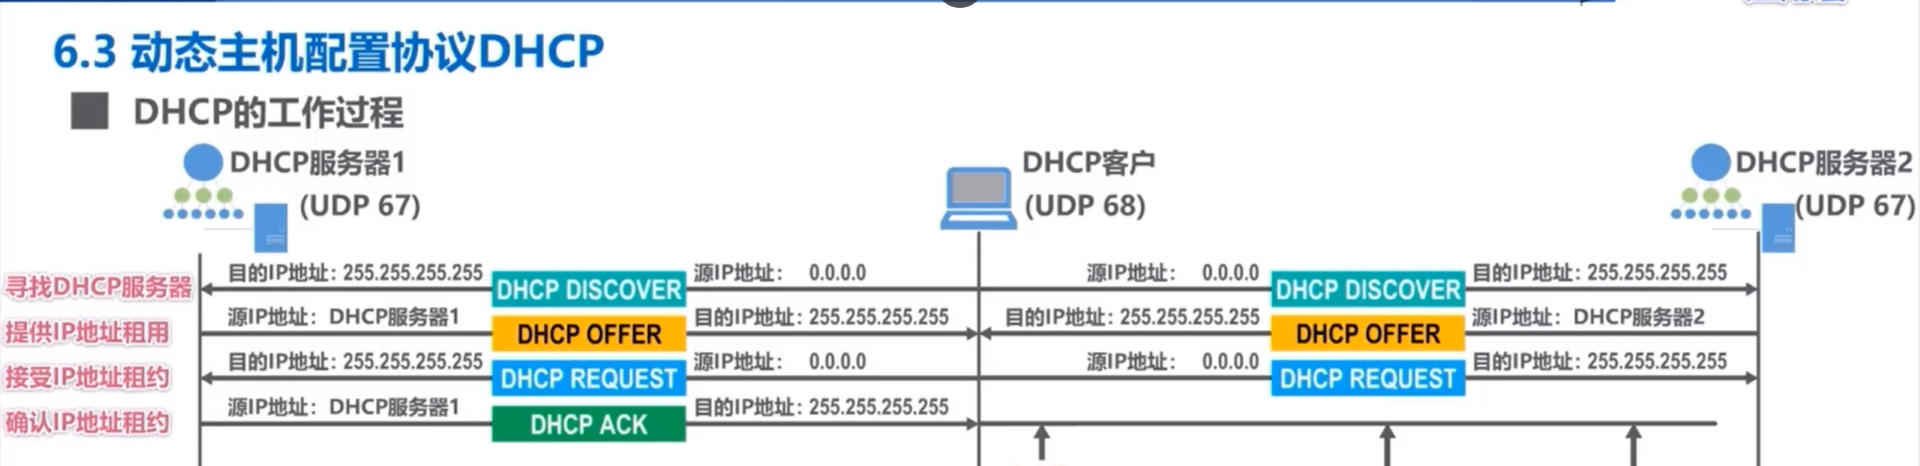 6.3 动态主机配置协议DHCP
DHCP的工作过程
DHCP服务器1
(UDP 67)
DHCP客户
(UDP 68)
DHCP服务器2
(UDP 67)
寻找DHCP服务器
目的IP地址: 255.255.255.255
DHCP DISCOVER
源IP地址: 0.0.0.0
源IP地址: 0.0.0.0
DHCP DISCOVER
目的IP地址: 255.255.255.255
提供IP地址租用
源IP地址: DHCP服务器1
DHCP OFFER
目的IP地址: 255.255.255.255
目的IP地址: 255.255.255.255
DHCP OFFER
源IP地址: DHCP服务器2
接受IP地址租约
目的IP地址: 255.255.255.255
DHCP REQUEST
源IP地址: 0.0.0.0
源IP地址: 0.0.0.0
DHCP REQUEST
目的IP地址: 255.255.255.255
确认IP地址租约
源IP地址: DHCP服务器1
DHCP ACK
目的IP地址: 255.255.255.255